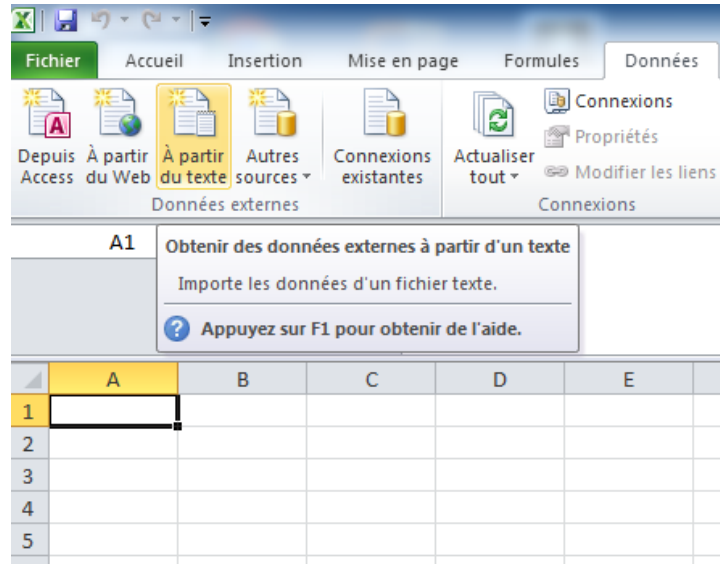 Fichier Accueil Insertion Mise en page Formules Données
Depuis Access
À partir du Web
À partir du texte
Autres sources
Connexions existantes
Actualiser tout
Connexions
Propriétés
Modifier les liens
Données externes
Connexions
A1
Obtenir des données externes à partir d'un texte
Importe les données d'un fichier texte.
Appuyez sur F1 pour obtenir de l'aide.
A B C D E
1
2
3
4
5